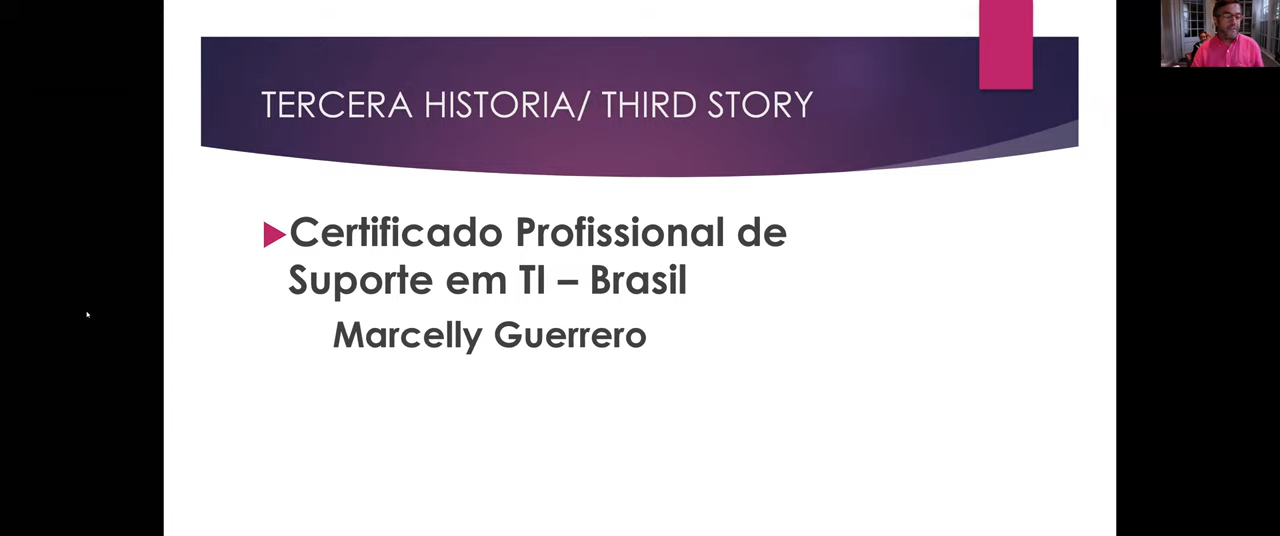 TERCERA HISTORIA/ THIRD STORY
Certificado Profissional de
Suporte em TI – Brasil
Marcelly Guerrero